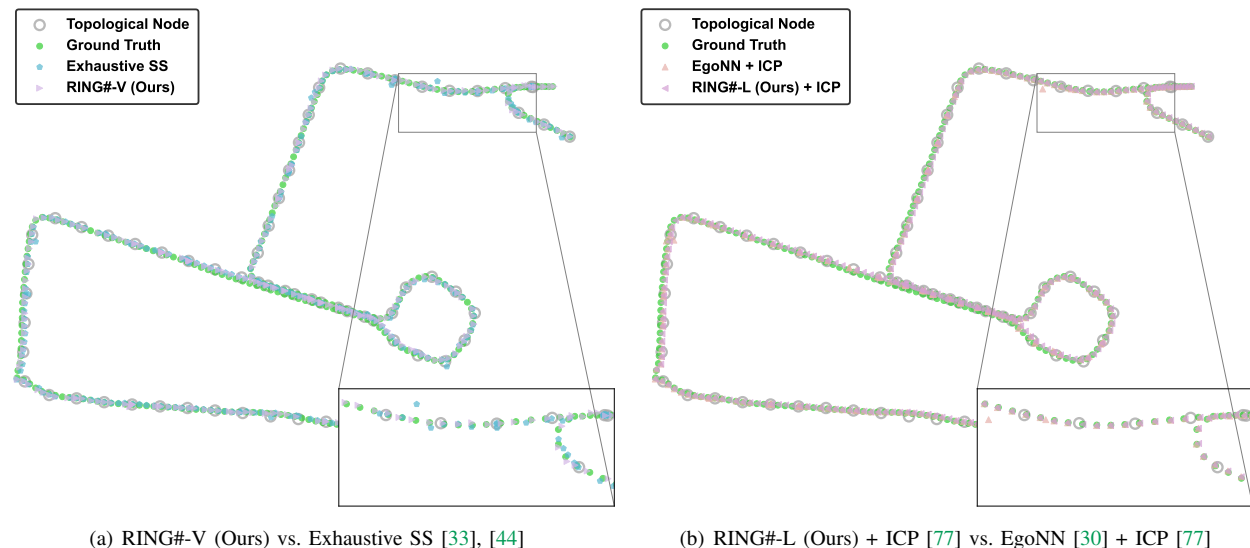 Topological Node
Ground Truth
Exhaustive SS
RING#-V (Ours)
Topological Node
Ground Truth
EgoNN + ICP
RING#-L (Ours) + ICP
(a) RING#-V (Ours) vs. Exhaustive SS [33], [44]
(b) RING#-L (Ours) + ICP [77] vs. EgoNN [30] + ICP [77]